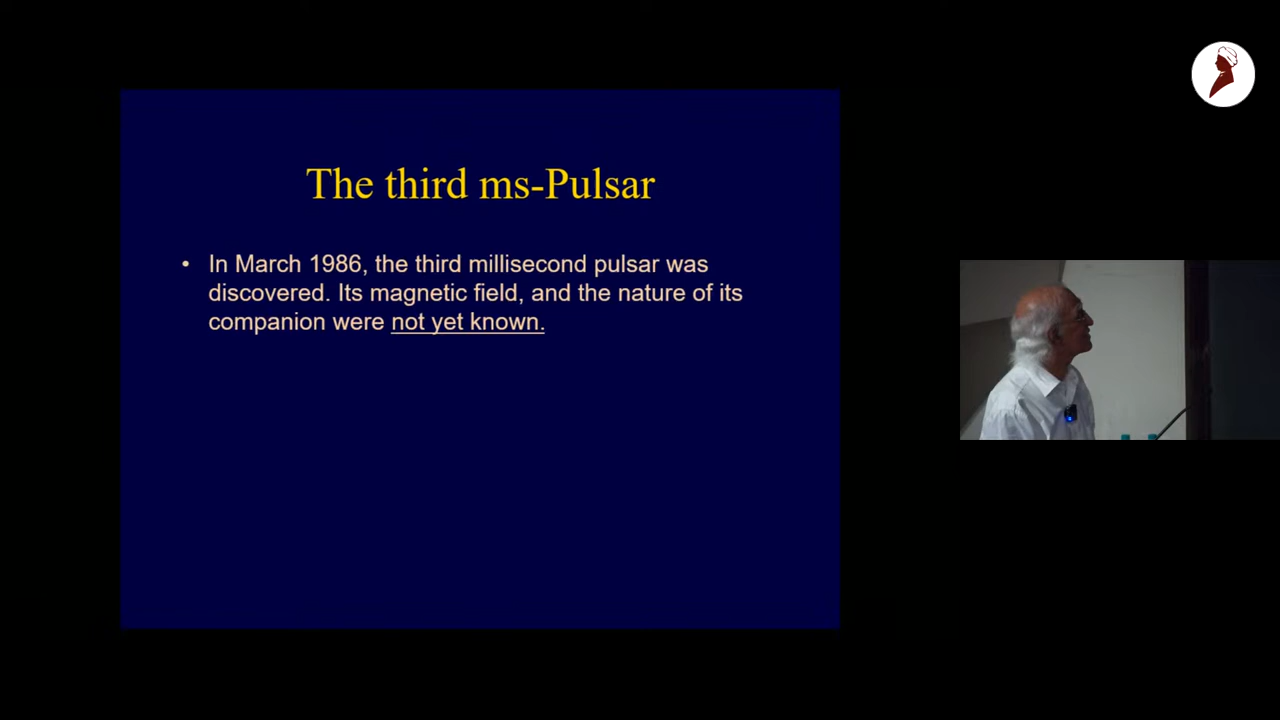 The third ms-Pulsar
• In March 1986, the third millisecond pulsar was
discovered. Its magnetic field, and the nature of its
companion were not yet known.